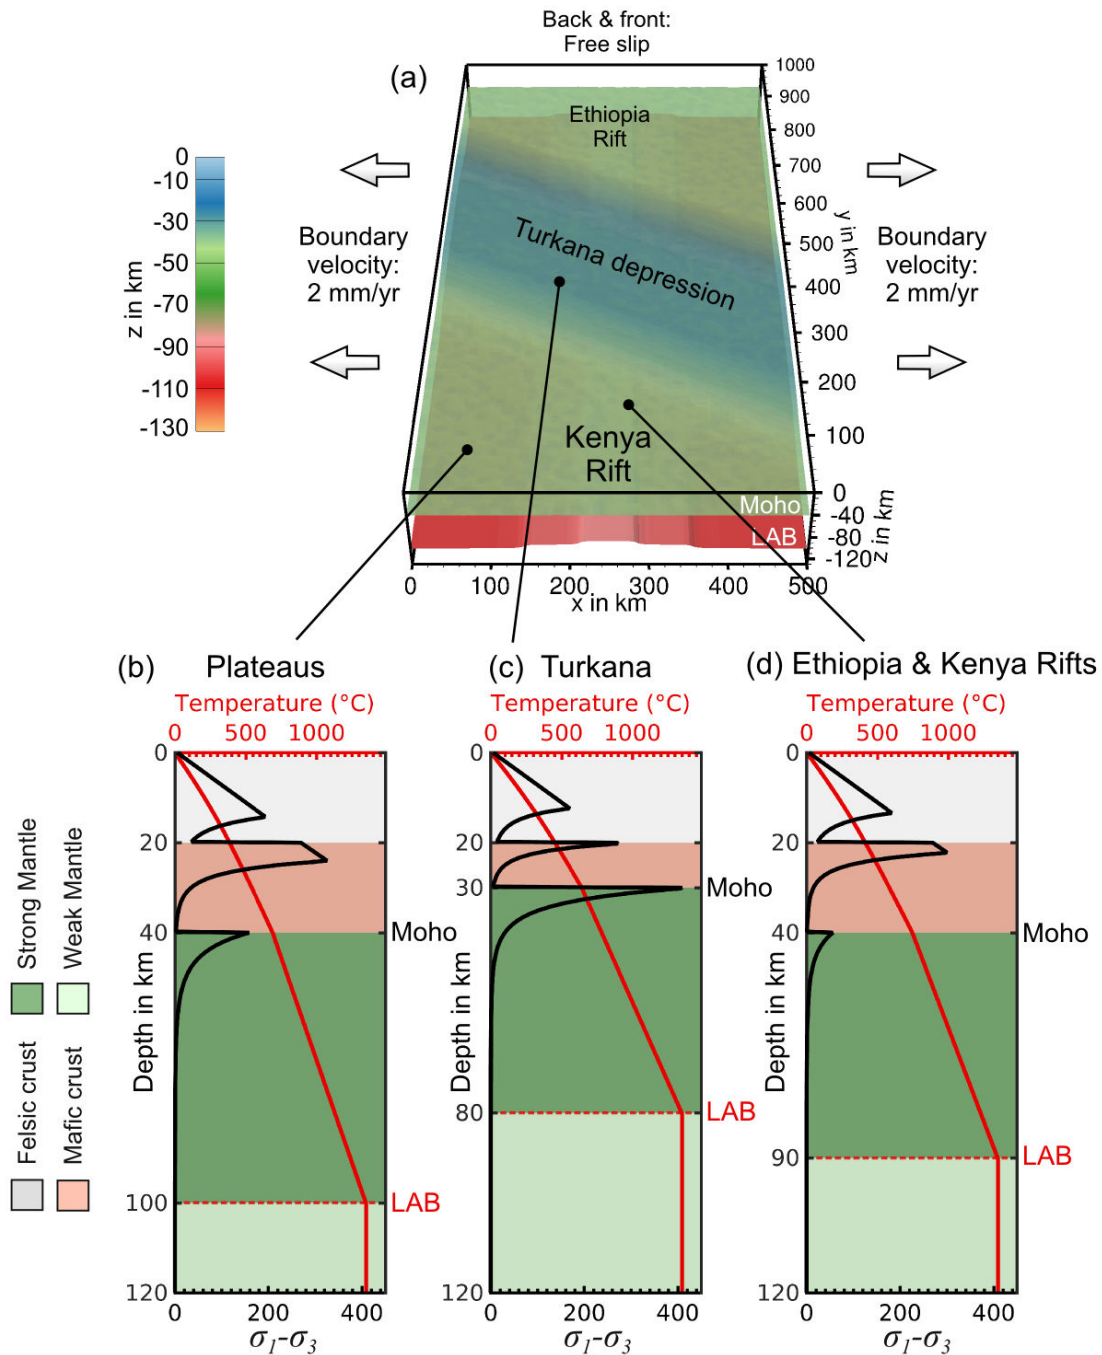 Back & front:
Free slip
(a)
1000
900
800
700
600
500
400
300
200
100
0
y in km
Ethiopia
Rift
Turkana depression
Kenya
Rift
Moho
LAB
-40
-80
-120
z in km
0 100 200 300 400 500
x in km
0
-10
-30
-50
-70
-90
-110
-130
z in km
Boundary
velocity:
2 mm/yr
Boundary
velocity:
2 mm/yr
(b) Plateaus
Temperature (°C)
0 500 1000
0
20
40
100
120
Depth in km
Moho
LAB
0 200 400
σ1-σ3
(c) Turkana
Temperature (°C)
0 500 1000
0
20
30
80
120
Depth in km
Moho
LAB
0 200 400
σ1-σ3
(d) Ethiopia & Kenya Rifts
Temperature (°C)
0 500 1000
0
20
40
90
120
Depth in km
Moho
LAB
0 200 400
σ1-σ3
Strong Mantle
Weak Mantle
Felsic crust
Mafic crust